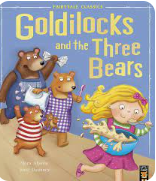 FAIRYTALE CLASSICS
Goldilocks
and the Three
Bears